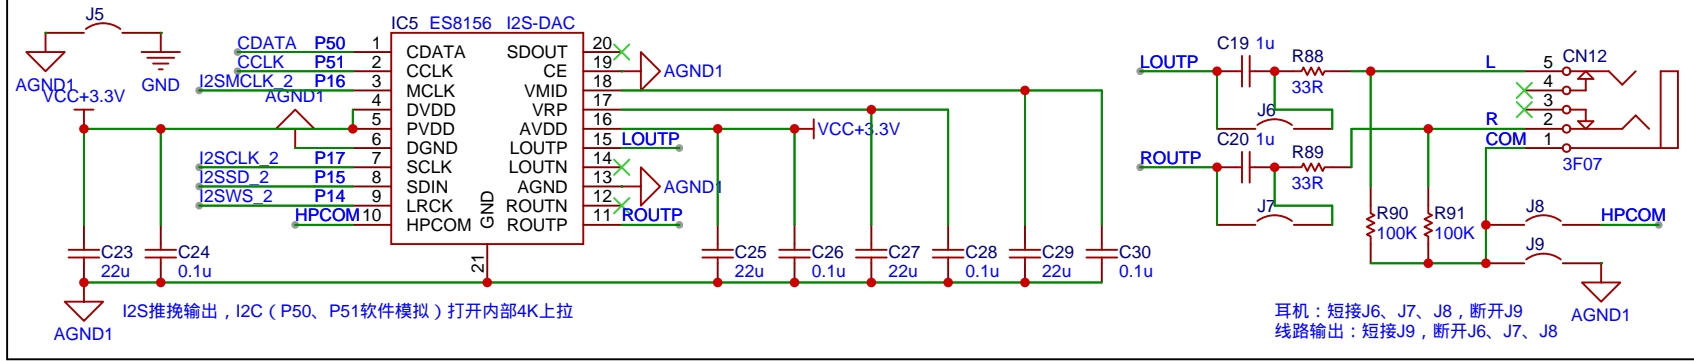 J5
AGND1
GND
IC5 ES8156 I2S-DAC
CDATA P50 1 CDATA
CCLK P51 2 CCLK
I2SMCLK_2 P16 3 MCLK
4 DVDD
5 PVDD
6 DGND
I2SCLK_2 P17 7 SCLK
I2SSD_2 P15 8 SDIN
I2SWS_2 P14 9 LRCK
HPCOM 10 HPCOM
VCC+3.3V
AGND1
GND
21
SDOUT 20
CE 19 AGND1
VMID 18
VRP 17
AVDD 16 VCC+3.3V
LOUTP 15 LOUTP
LOUTN 14
AGND 13 AGND1
ROUTN 12
ROUTP 11 ROUTP
C23 22u
C24 0.1u
C25 22u
C26 0.1u
C27 22u
C28 0.1u
C29 22u
C30 0.1u
AGND1
I2S推挽输出，I2C（P50、P51软件模拟）打开内部4K上拉
LOUTP
C19 1u
R88
33R
J6
ROUTP
C20 1u
R89
33R
J7
L 5 CN12
4
3
R 2
COM 1
3F07
R90
100K
R91
100K
J8
HPCOM
J9
AGND1
耳机：短接J6、J7、J8，断开J9
线路输出：短接J9，断开J6、J7、J8